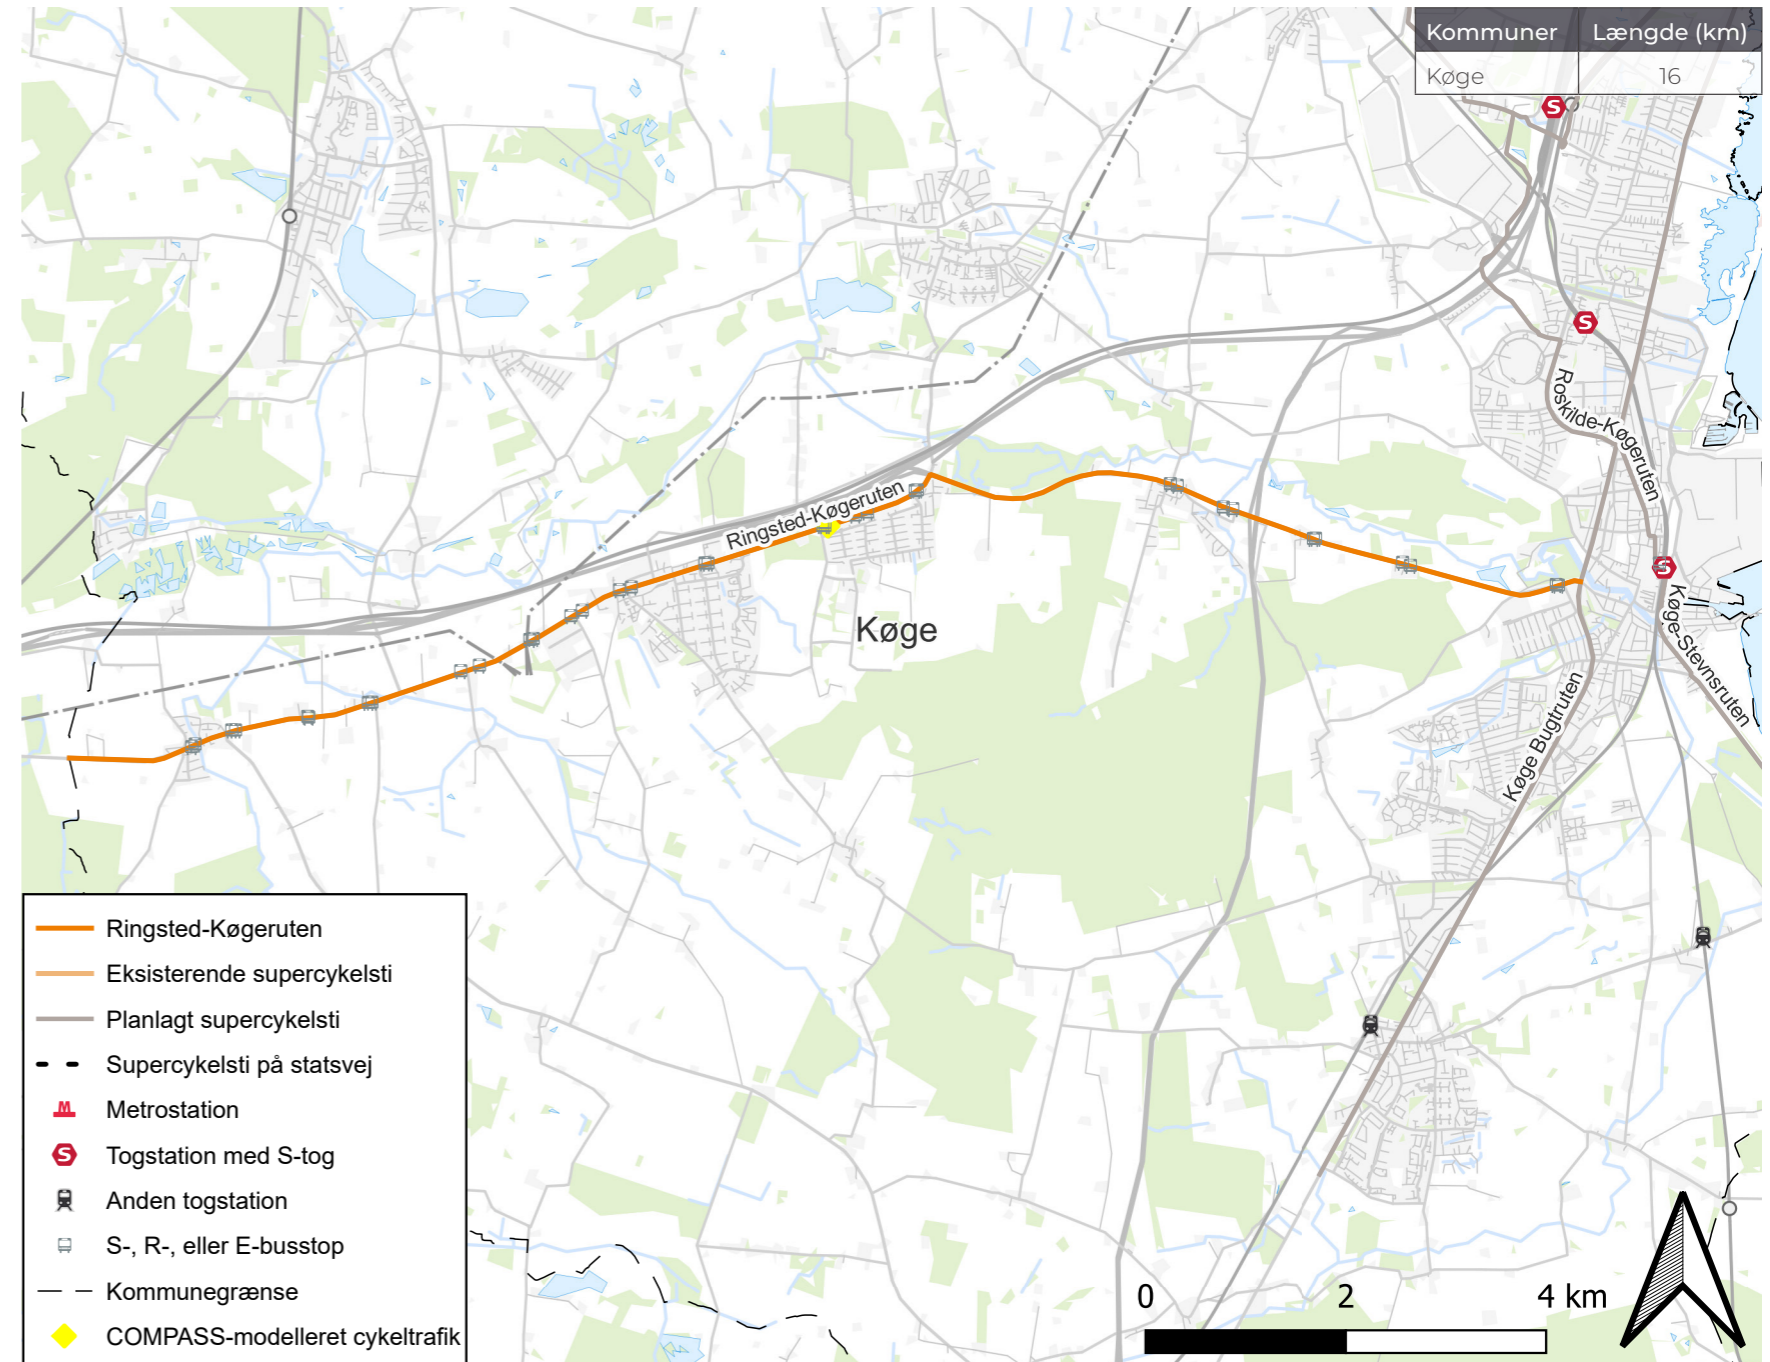 Kommuner Længde (km)
Køge 16
S
S
Roskilde-Køgeruten
Ringsted-Køgeruten
S
Køge
Køge-Stevnsruten
Køge Bugtruten
Ringsted-Køgeruten
Eksisterende supercykelsti
Planlagt supercykelsti
Supercykelsti på statsvej
M Metrostation
S Togstation med S-tog
Anden togstation
S-, R-, eller E-busstop
Kommunegrænse
COMPASS-modelleret cykeltrafik
0 2 4 km